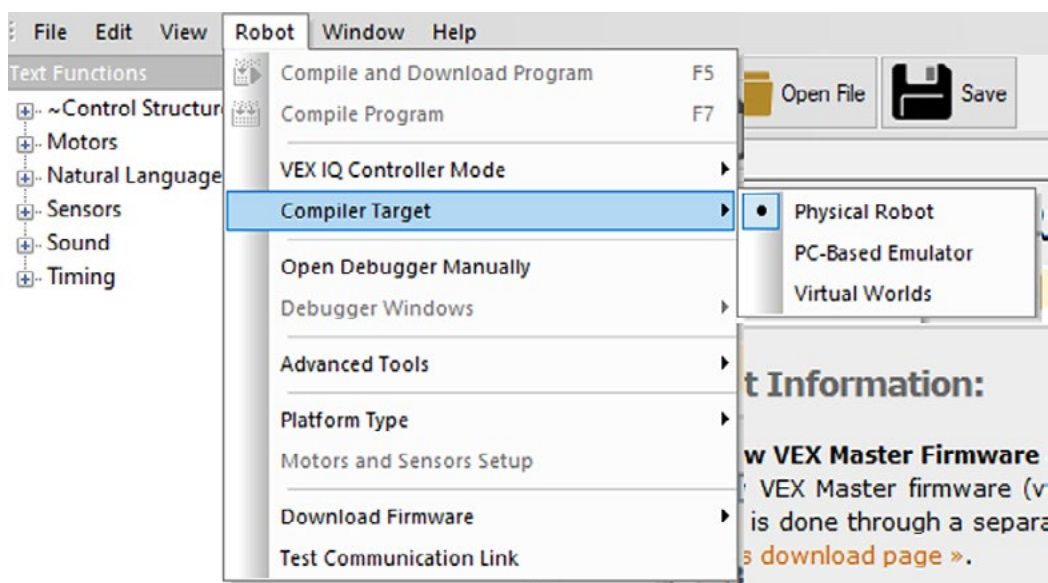 File Edit View Robot Window Help
Text Functions
~Control Structur
Motors
Natural Language
Sensors
Sound
Timing
Compile and Download Program F5
Compile Program F7
VEX IQ Controller Mode
Compiler Target
Open Debugger Manually
Debugger Windows
Advanced Tools
Platform Type
Motors and Sensors Setup
Download Firmware
Test Communication Link
Physical Robot
PC-Based Emulator
Virtual Worlds
Open File Save
t Information:
w VEX Master Firmware
VEX Master firmware (v
is done through a separa
s download page ».